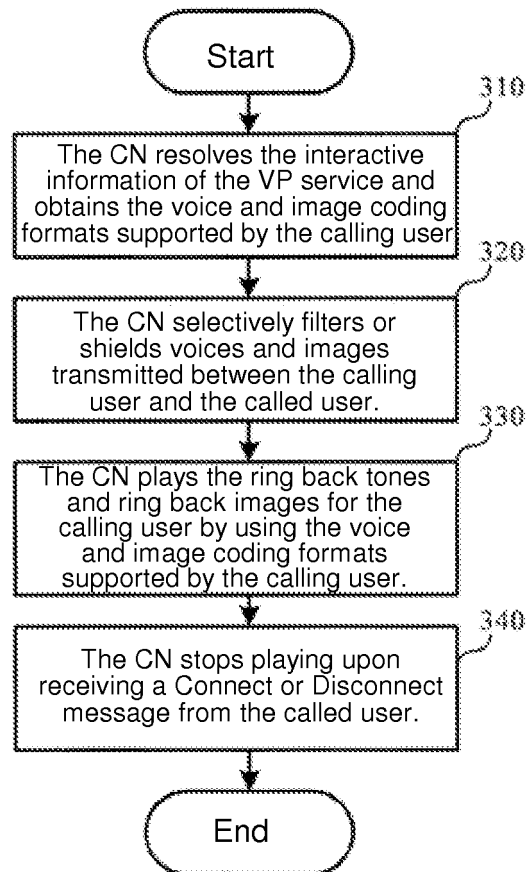 Start
310
The CN resolves the interactive
information of the VP service and
obtains the voice and image coding
formats supported by the calling user
320
The CN selectively filters or
shields voices and images
transmitted between the calling
user and the called user.
330
The CN plays the ring back tones
and ring back images for the
calling user by using the voice
and image coding formats
supported by the calling user.
340
The CN stops playing upon
receiving a Connect or Disconnect
message from the called user.
End